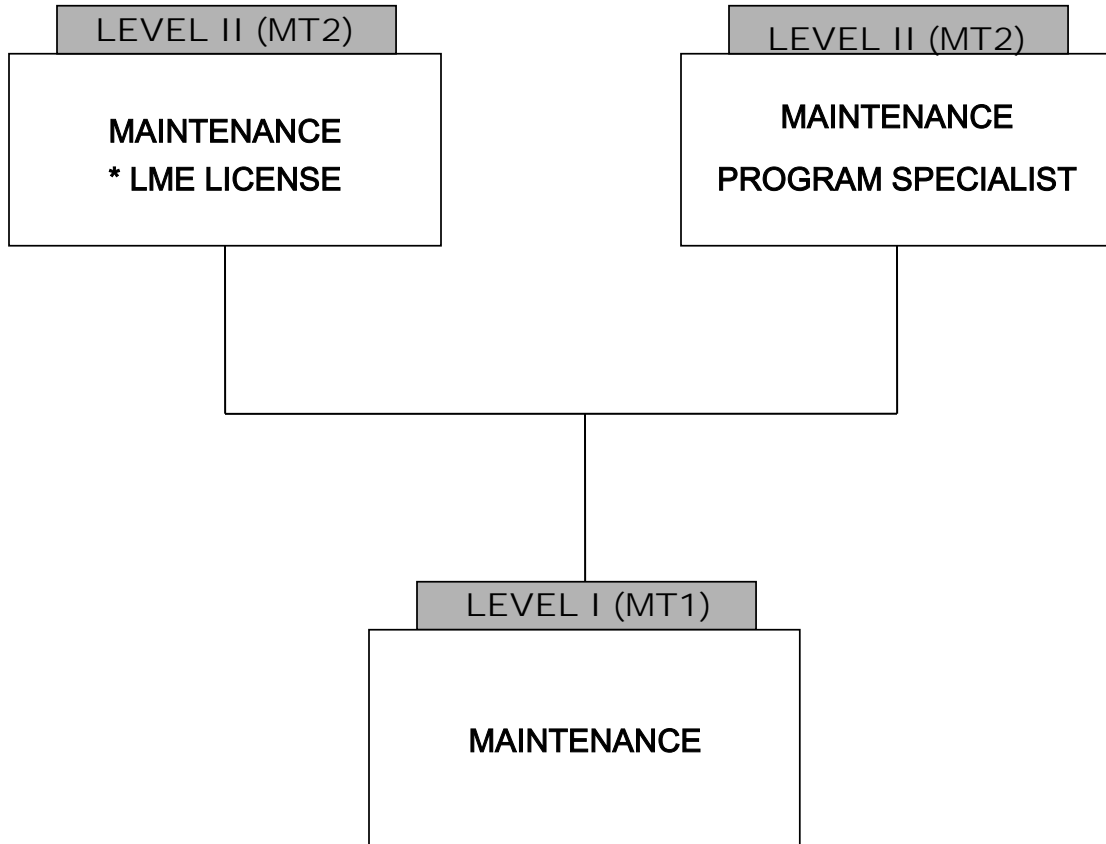 LEVEL II (MT2)
MAINTENANCE
* LME LICENSE
LEVEL II (MT2)
MAINTENANCE
PROGRAM SPECIALIST
LEVEL I (MT1)
MAINTENANCE